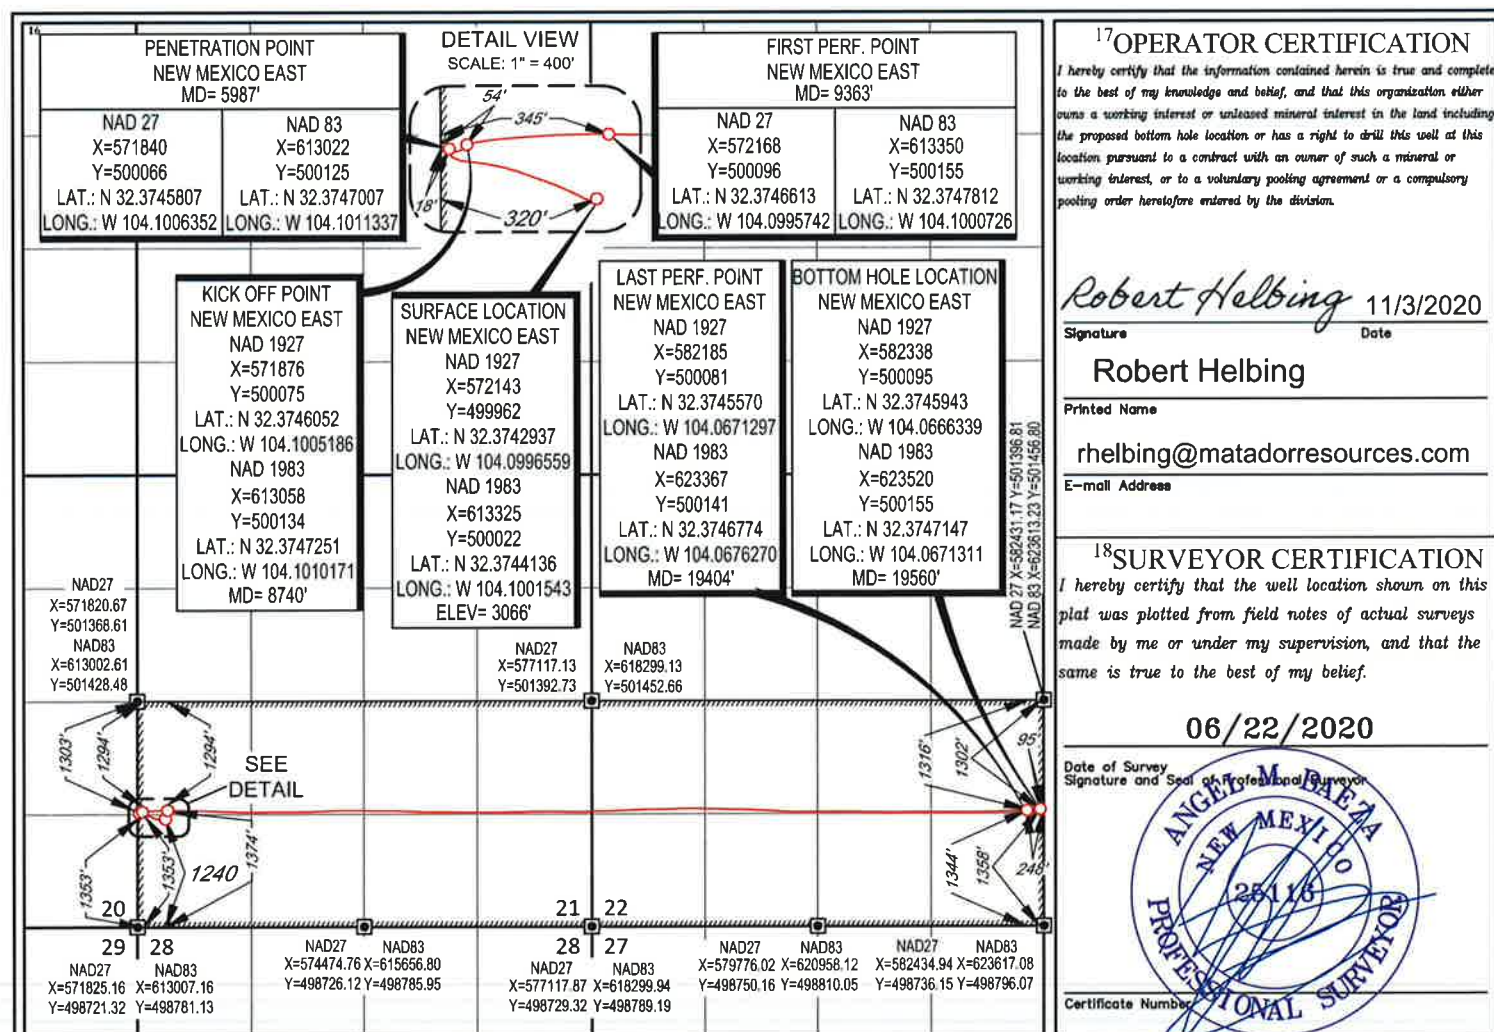 16
PENETRATION POINT
NEW MEXICO EAST
MD= 5987'
NAD 27
X=571840
Y=500066
LAT.: N 32.3745807
LONG.: W 104.1006352
NAD 83
X=613022
Y=500125
LAT.: N 32.3747007
LONG.: W 104.1011337
DETAIL VIEW
SCALE: 1" = 400'
54'
345'
18'
320'
FIRST PERF. POINT
NEW MEXICO EAST
MD= 9363'
NAD 27
X=572168
Y=500096
LAT.: N 32.3746613
LONG.: W 104.0995742
NAD 83
X=613350
Y=500155
LAT.: N 32.3747812
LONG.: W 104.1000726
KICK OFF POINT
NEW MEXICO EAST
NAD 1927
X=571876
Y=500075
LAT.: N 32.3746052
LONG.: W 104.1005186
NAD 1983
X=613058
Y=500134
LAT.: N 32.3747251
LONG.: W 104.1010171
MD= 8740'
SURFACE LOCATION
NEW MEXICO EAST
NAD 1927
X=572143
Y=499962
LAT.: N 32.3742937
LONG.: W 104.0996559
NAD 1983
X=613325
Y=500022
LAT.: N 32.3744136
LONG.: W 104.1001543
ELEV= 3066'
LAST PERF. POINT
NEW MEXICO EAST
NAD 1927
X=582185
Y=500081
LAT.: N 32.3745570
LONG.: W 104.0671297
NAD 1983
X=623367
Y=500141
LAT.: N 32.3746774
LONG.: W 104.0676270
MD= 19404'
BOTTOM HOLE LOCATION
NEW MEXICO EAST
NAD 1927
X=582338
Y=500095
LAT.: N 32.3745943
LONG.: W 104.0666339
NAD 1983
X=623520
Y=500155
LAT.: N 32.3747147
LONG.: W 104.0671311
MD= 19560'
NAD 27 X=582431.17 Y=501396.81
NAD 83 X=623613.23 Y=501456.80
NAD27
X=571820.67
Y=501368.61
NAD83
X=613002.61
Y=501428.48
NAD27
X=577117.13
Y=501392.73
NAD83
X=618299.13
Y=501452.66
1303'
1294'
1294'
SEE
DETAIL
1316'
1302'
95'
1353'
1353'
1240
1374'
1344'
1358'
248'
20
21
22
29
28
28
27
NAD27
X=571825.16
Y=498721.32
NAD83
X=613007.16
Y=498781.13
NAD27
X=574474.76
Y=498726.12
NAD83
X=615656.80
Y=498785.95
NAD27
X=577117.87
Y=498729.32
NAD83
X=618299.94
Y=498789.19
NAD27
X=579776.02
Y=498750.16
NAD83
X=620958.12
Y=498810.05
NAD27
X=582434.94
Y=498736.15
NAD83
X=623617.08
Y=498796.07
17OPERATOR CERTIFICATION
I hereby certify that the information contained herein is true and complete
to the best of my knowledge and belief, and that this organization either
owns a working interest or unleased mineral interest in the land including
the proposed bottom hole location or has a right to drill this well at this
location pursuant to a contract with an owner of such a mineral or
working interest, or to a voluntary pooling agreement or a compulsory
pooling order heretofore entered by the division.
Robert Helbing 11/3/2020
Signature Date
Robert Helbing
Printed Name
rhelbing@matadorresources.com
E-mail Address
18SURVEYOR CERTIFICATION
I hereby certify that the well location shown on this
plat was plotted from field notes of actual surveys
made by me or under my supervision, and that the
same is true to the best of my belief.
06/22/2020
Date of Survey
Signature and Seal of Professional Surveyor
ANGEL M. BAEZA
NEW MEXICO
25116
PROFESSIONAL SURVEYOR
Certificate Number